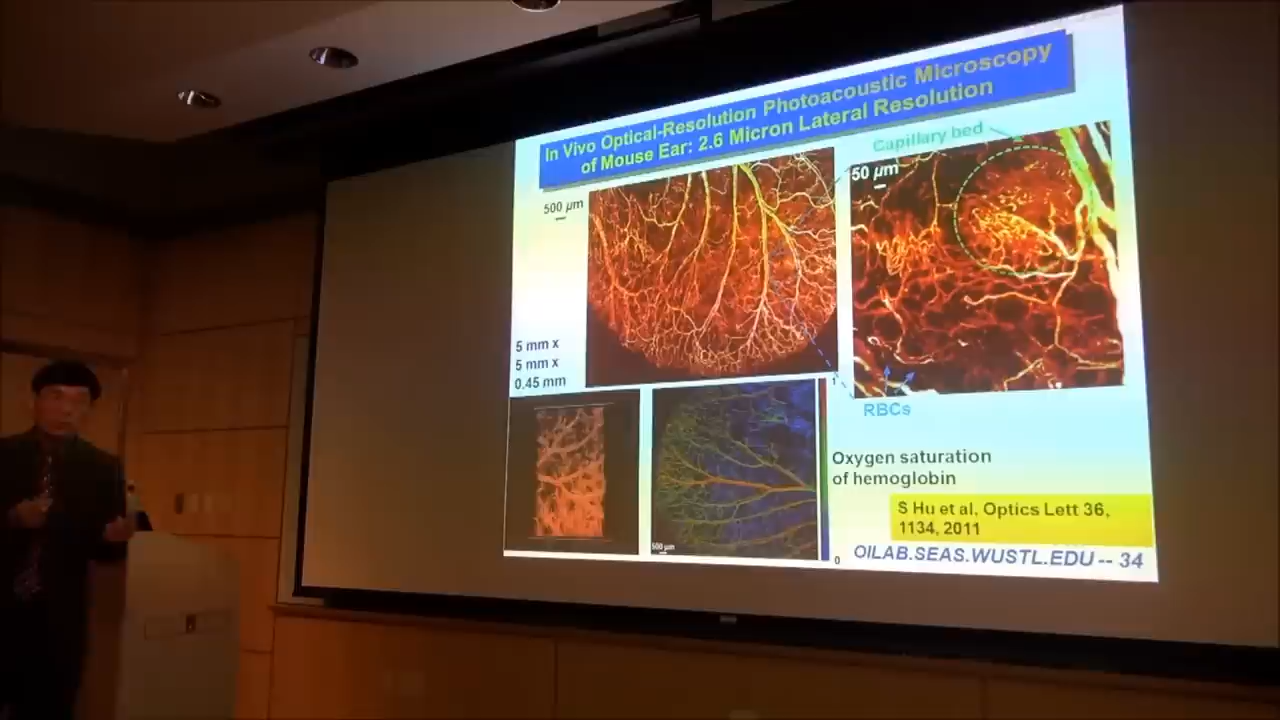 In Vivo Optical-Resolution Photoacoustic Microscopy
of Mouse Ear: 2.6 Micron Lateral Resolution
Capillary bed
50 µm
500 µm
5 mm x
5 mm x
0.45 mm
1
RBCs
Oxygen saturation
of hemoglobin
S Hu et al, Optics Lett 36,
1134, 2011
500 µm
0
OILAB.SEAS.WUSTL.EDU -- 34